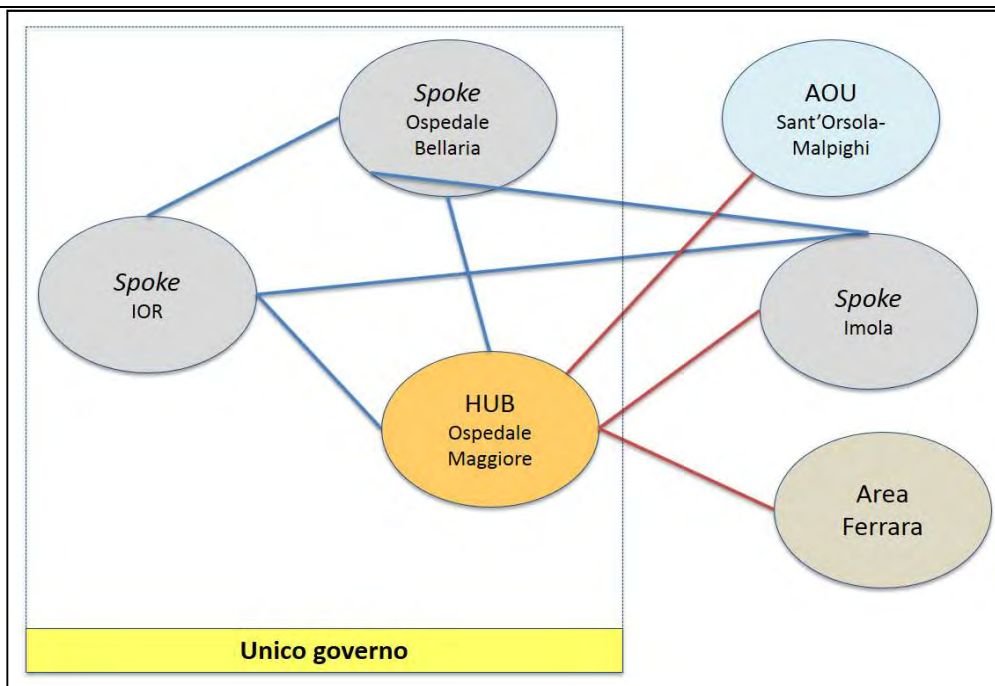 Spoke
Ospedale
Bellaria
AOU
Sant'Orsola-
Malpighi
Spoke
IOR
Spoke
Imola
HUB
Ospedale
Maggiore
Area
Ferrara
Unico governo